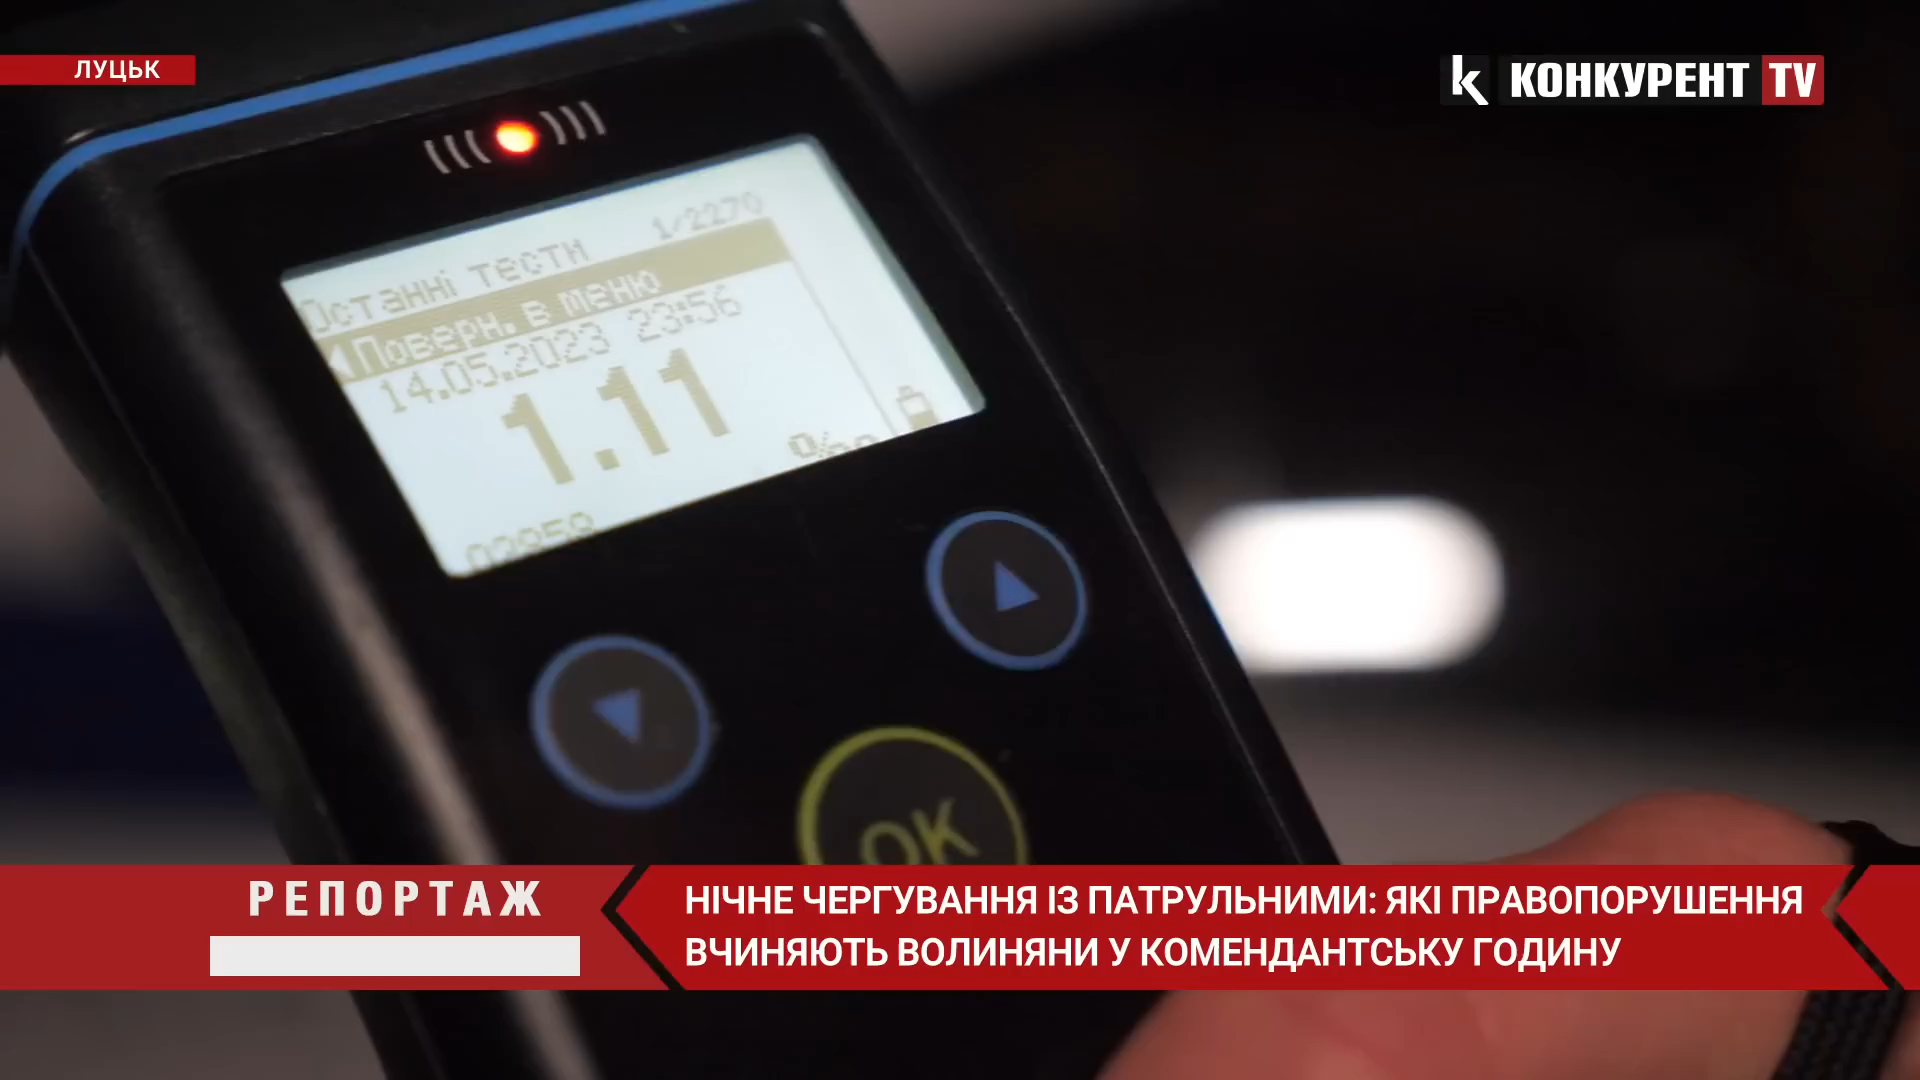 ЛУЦЬК
КОНКУРЕНТ TV
Останні тести 1/2270
Поверн. в меню
14.05.2023 23:56
1.11
‰
03958
OK
РЕПОРТАЖ
НІЧНЕ ЧЕРГУВАННЯ ІЗ ПАТРУЛЬНИМИ: ЯКІ ПРАВОПОРУШЕННЯ
ВЧИНЯЮТЬ ВОЛИНЯНИ У КОМЕНДАНТСЬКУ ГОДИНУ